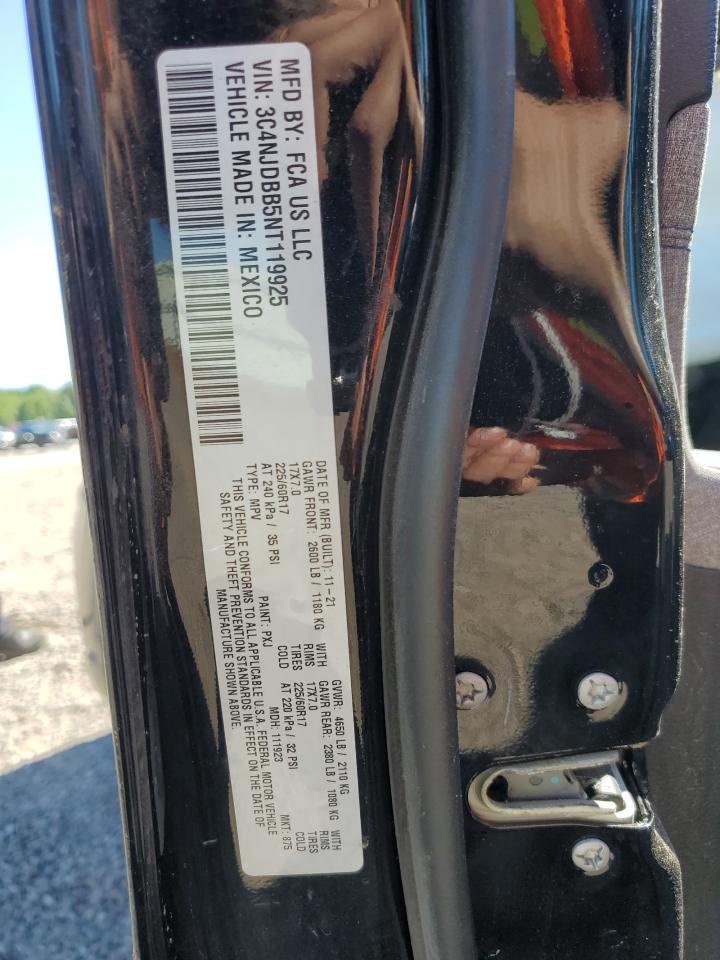 MFD BY: FCA US LLC
VIN: 3C4NJDBB5NT119925
VEHICLE MADE IN: MEXICO
DATE OF MFR (BUILT): 11-21 GVWR: 4650 LB / 2110 KG
GAWR FRONT: 2600 LB / 1180 KG WITH GAWR REAR: 2380 LB / 1080 KG WITH
17X7.0 RIMS 17X7.0 RIMS
225/60R17 TIRES 225/60R17 TIRES
AT 240 kPa / 35 PSI COLD AT 220 kPa / 32 PSI COLD
TYPE: MPV PAINT: PXJ MDH: 111923 MKT: 875
THIS VEHICLE CONFORMS TO ALL APPLICABLE U.S.A. FEDERAL MOTOR VEHICLE
SAFETY AND THEFT PREVENTION STANDARDS IN EFFECT ON THE DATE OF
MANUFACTURE SHOWN ABOVE.